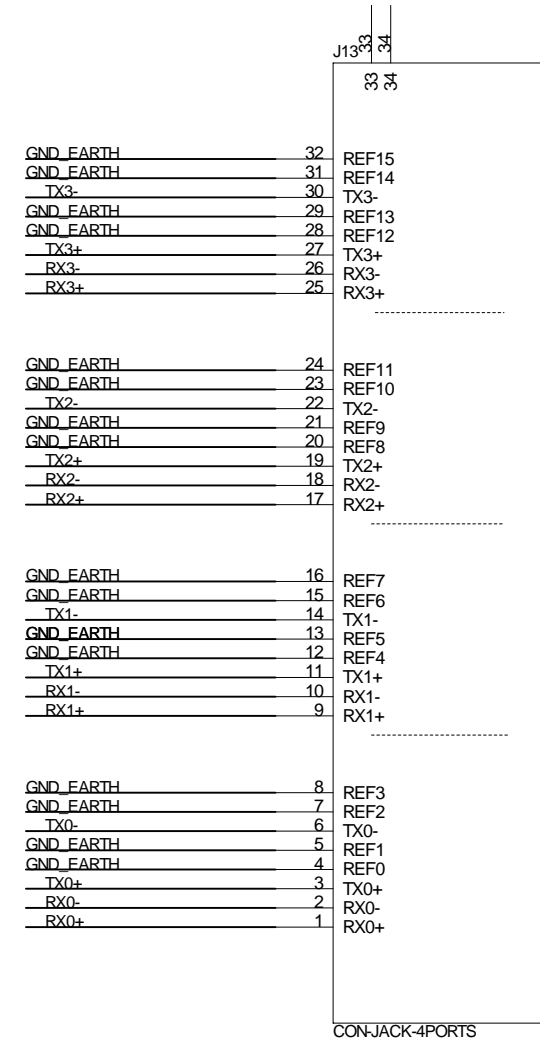 33 34
J13
33 34
GND_EARTH 32 REF15
GND_EARTH 31 REF14
TX3- 30 TX3-
GND_EARTH 29 REF13
GND_EARTH 28 REF12
TX3+ 27 TX3+
RX3- 26 RX3-
RX3+ 25 RX3+
GND_EARTH 24 REF11
GND_EARTH 23 REF10
TX2- 22 TX2-
GND_EARTH 21 REF9
GND_EARTH 20 REF8
TX2+ 19 TX2+
RX2- 18 RX2-
RX2+ 17 RX2+
GND_EARTH 16 REF7
GND_EARTH 15 REF6
TX1- 14 TX1-
GND_EARTH 13 REF5
GND_EARTH 12 REF4
TX1+ 11 TX1+
RX1- 10 RX1-
RX1+ 9 RX1+
GND_EARTH 8 REF3
GND_EARTH 7 REF2
TX0- 6 TX0-
GND_EARTH 5 REF1
GND_EARTH 4 REF0
TX0+ 3 TX0+
RX0- 2 RX0-
RX0+ 1 RX0+
CON-JACK-4PORTS